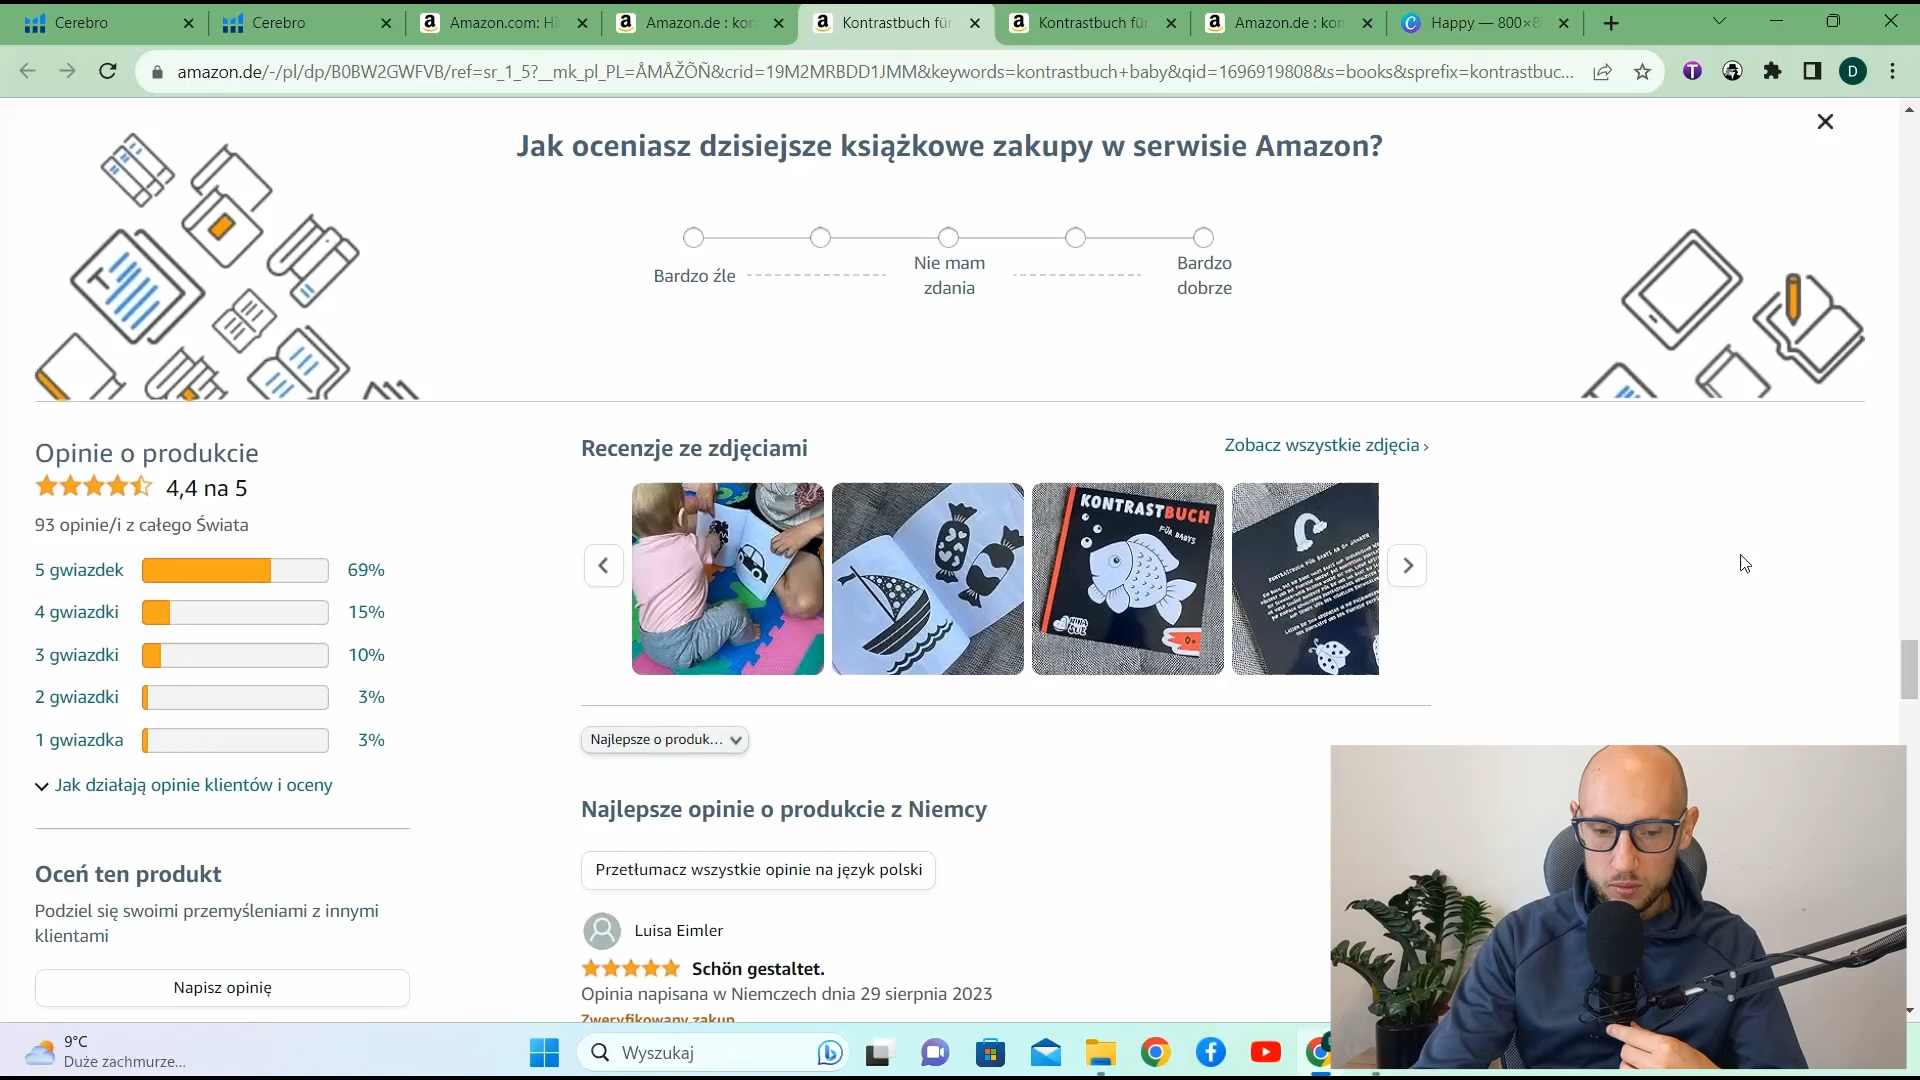 Cerebro
Cerebro
Amazon.com: Hi
Amazon.de : kon
Kontrastbuch für
Kontrastbuch für
Amazon.de : kon
Happy — 800×8
amazon.de/-/pl/dp/B0BW2GWFVB/ref=sr_1_5?__mk_pl_PL=ÅMÅŽÕÑ&crid=19M2MRBDD1JMM&keywords=kontrastbuch+baby&qid=1696919808&s=books&sprefix=kontrastbuc...
T
D
Jak oceniasz dzisiejsze książkowe zakupy w serwisie Amazon?
Bardzo źle
Nie mam
zdania
Bardzo
dobrze
Opinie o produkcie
4,4 na 5
93 opinie/i z całego Świata
5 gwiazdek 69%
4 gwiazdki 15%
3 gwiazdki 10%
2 gwiazdki 3%
1 gwiazdka 3%
Jak działają opinie klientów i oceny
Oceń ten produkt
Podziel się swoimi przemyśleniami z innymi
klientami
Napisz opinię
Recenzje ze zdjęciami
Zobacz wszystkie zdjęcia ›
KONTRASTBUCH
FÜR BABYS
0+
Najlepsze o produk...
Najlepsze opinie o produkcie z Niemcy
Przetłumacz wszystkie opinie na język polski
Luisa Eimler
Schön gestaltet.
Opinia napisana w Niemczech dnia 29 sierpnia 2023
Zweryfikowany zakup
9°C
Duże zachmurze...
Wyszukaj